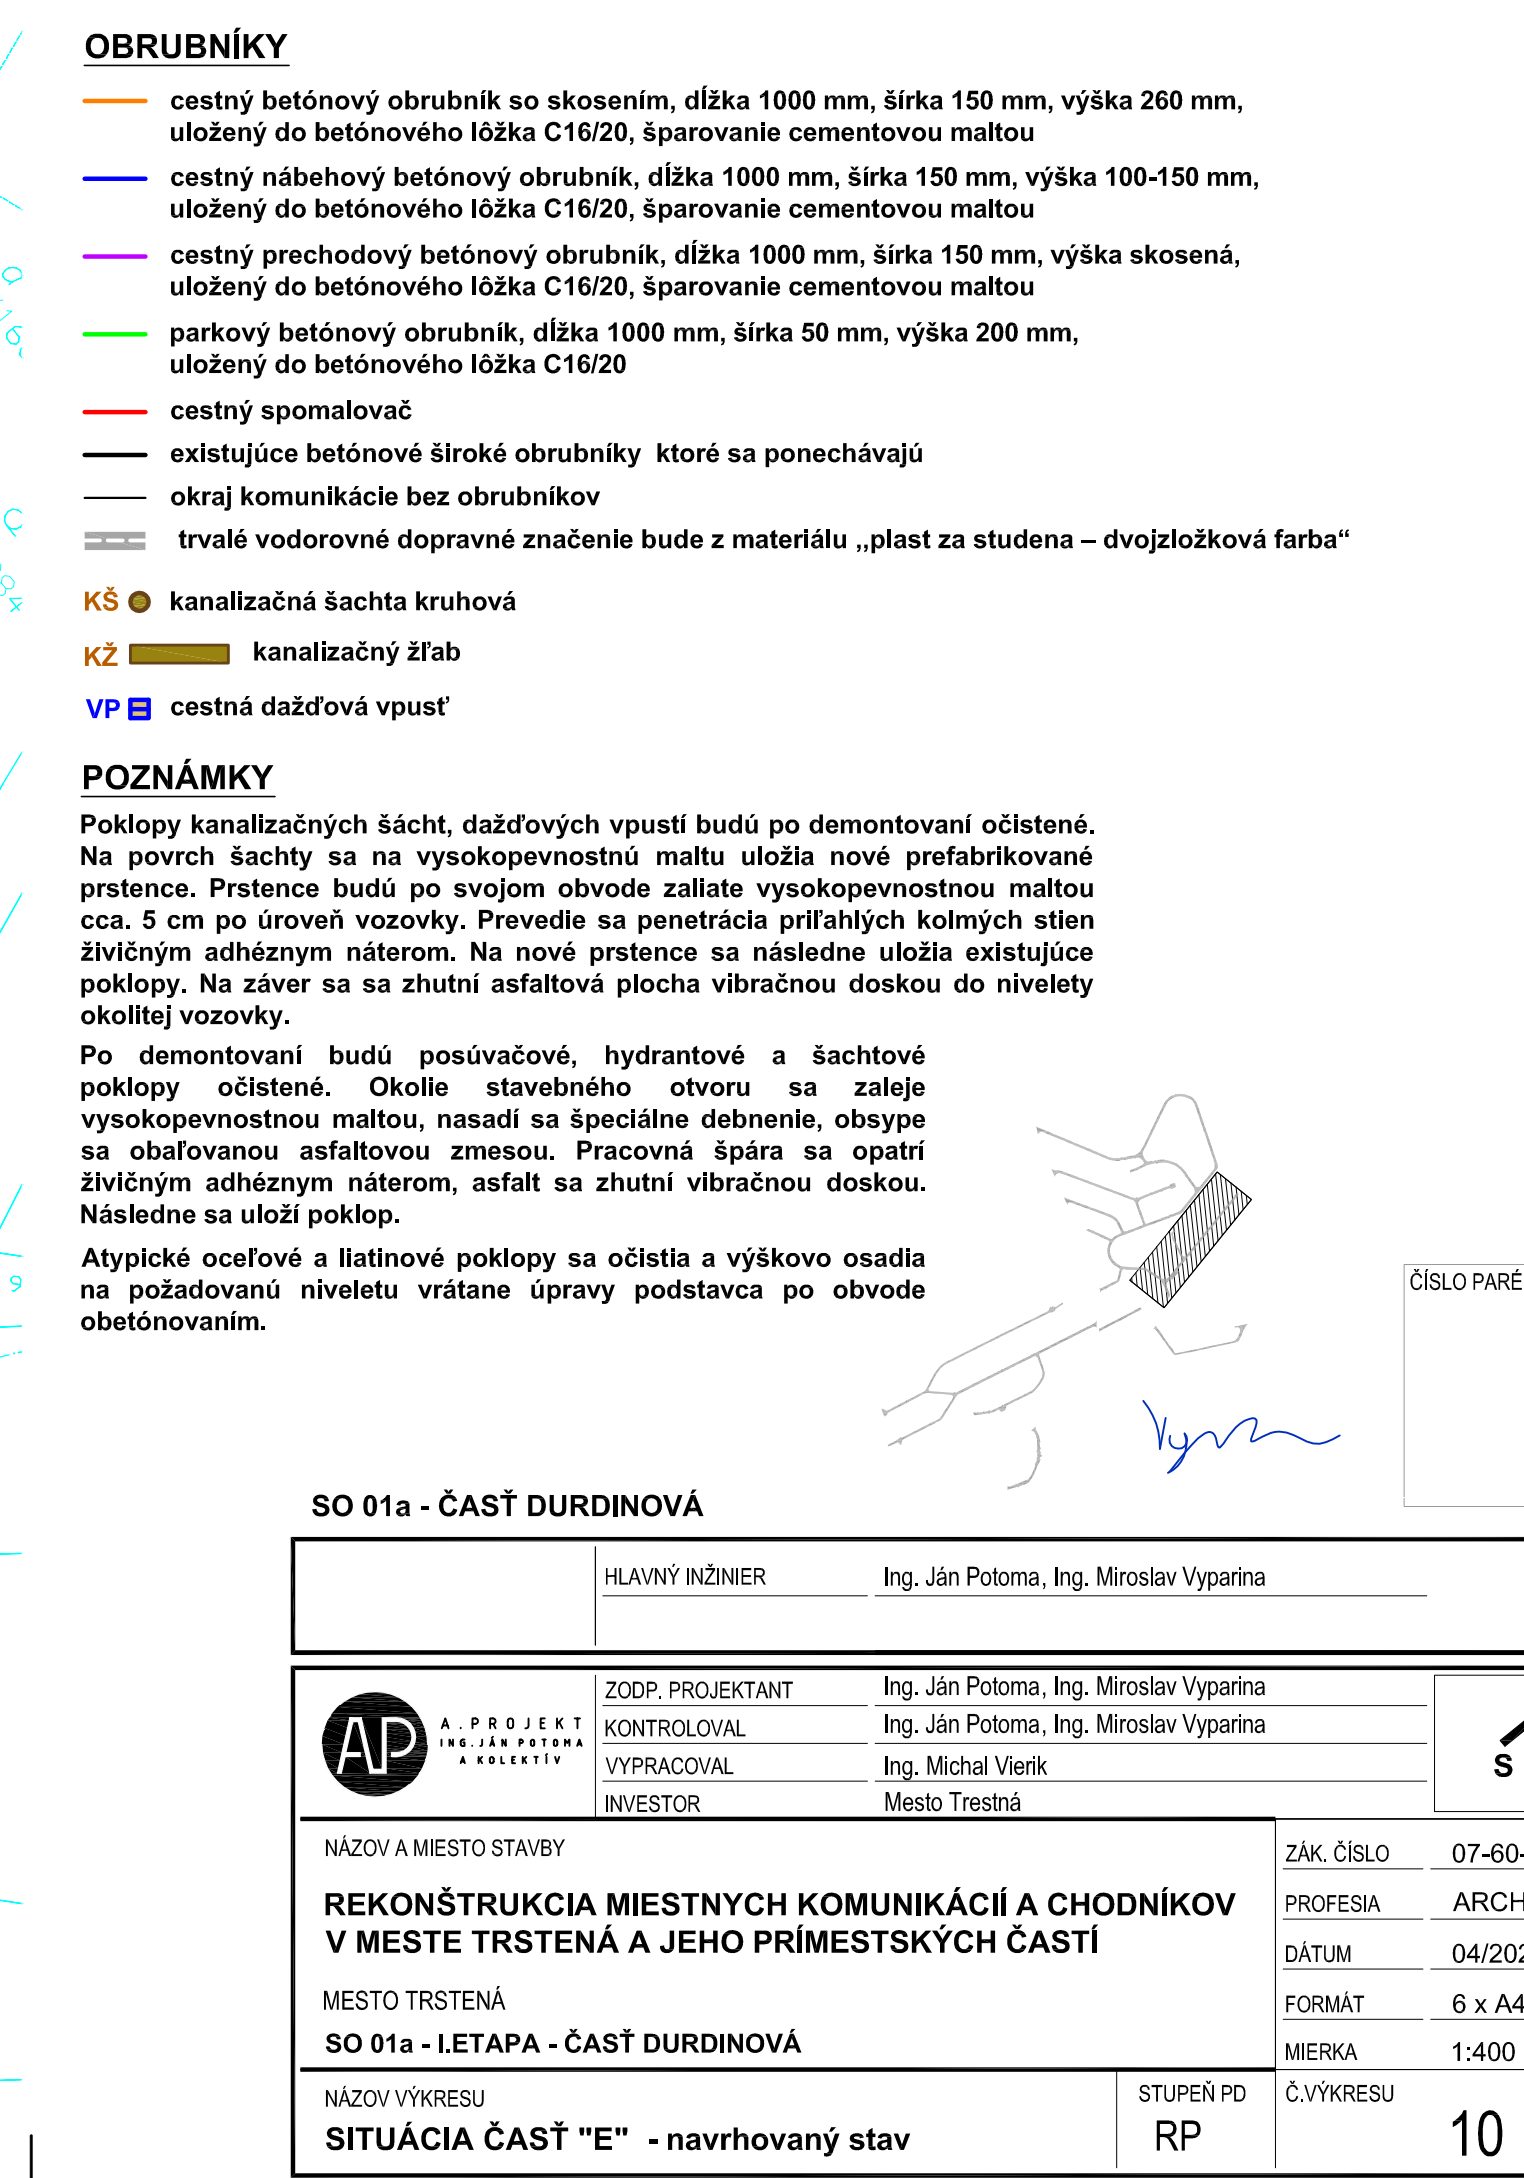 OBRUBNÍKY
cestný betónový obrubník so skosením, dĺžka 1000 mm, šírka 150 mm, výška 260 mm,
uložený do betónového lôžka C16/20, šparovanie cementovou maltou
cestný nábehový betónový obrubník, dĺžka 1000 mm, šírka 150 mm, výška 100-150 mm,
uložený do betónového lôžka C16/20, šparovanie cementovou maltou
cestný prechodový betónový obrubník, dĺžka 1000 mm, šírka 150 mm, výška skosená,
uložený do betónového lôžka C16/20, šparovanie cementovou maltou
parkový betónový obrubník, dĺžka 1000 mm, šírka 50 mm, výška 200 mm,
uložený do betónového lôžka C16/20
cestný spomalovač
existujúce betónové široké obrubníky ktoré sa ponechávajú
okraj komunikácie bez obrubníkov
trvalé vodorovné dopravné značenie bude z materiálu ,,plast za studena – dvojzložková farba“
KŠ kanalizačná šachta kruhová
KŽ kanalizačný žľab
VP cestná dažďová vpusť
POZNÁMKY
Poklopy kanalizačných šácht, dažďových vpustí budú po demontovaní očistené.
Na povrch šachty sa na vysokopevnostnú maltu uložia nové prefabrikované
prstence. Prstence budú po svojom obvode zaliate vysokopevnostnou maltou
cca. 5 cm po úroveň vozovky. Prevedie sa penetrácia priľahlých kolmých stien
živičným adhéznym náterom. Na nové prstence sa následne uložia existujúce
poklopy. Na záver sa sa zhutní asfaltová plocha vibračnou doskou do nivelety
okolitej vozovky.
Po demontovaní budú posúvačové, hydrantové a šachtové
poklopy očistené. Okolie stavebného otvoru sa zaleje
vysokopevnostnou maltou, nasadí sa špeciálne debnenie, obsype
sa obaľovanou asfaltovou zmesou. Pracovná špára sa opatrí
živičným adhéznym náterom, asfalt sa zhutní vibračnou doskou.
Následne sa uloží poklop.
Atypické oceľové a liatinové poklopy sa očistia a výškovo osadia
na požadovanú niveletu vrátane úpravy podstavca po obvode
obetónovaním.
ČÍSLO PARÉ
SO 01a - ČASŤ DURDINOVÁ
HLAVNÝ INŽINIER Ing. Ján Potoma, Ing. Miroslav Vyparina
AP
A.PROJEKT
ING.JÁN POTOMA
A KOLEKTÍV
ZODP. PROJEKTANT Ing. Ján Potoma, Ing. Miroslav Vyparina
KONTROLOVAL Ing. Ján Potoma, Ing. Miroslav Vyparina
VYPRACOVAL Ing. Michal Vierik
INVESTOR Mesto Trestná
S
NÁZOV A MIESTO STAVBY
REKONŠTRUKCIA MIESTNYCH KOMUNIKÁCIÍ A CHODNÍKOV
V MESTE TRSTENÁ A JEHO PRÍMESTSKÝCH ČASTÍ
MESTO TRSTENÁ
SO 01a - I.ETAPA - ČASŤ DURDINOVÁ
ZÁK. ČÍSLO 07-60-
PROFESIA ARCH
DÁTUM 04/202
FORMÁT 6 x A4
MIERKA 1:400
NÁZOV VÝKRESU
SITUÁCIA ČASŤ "E" - navrhovaný stav
STUPEŇ PD
RP
Č.VÝKRESU
10